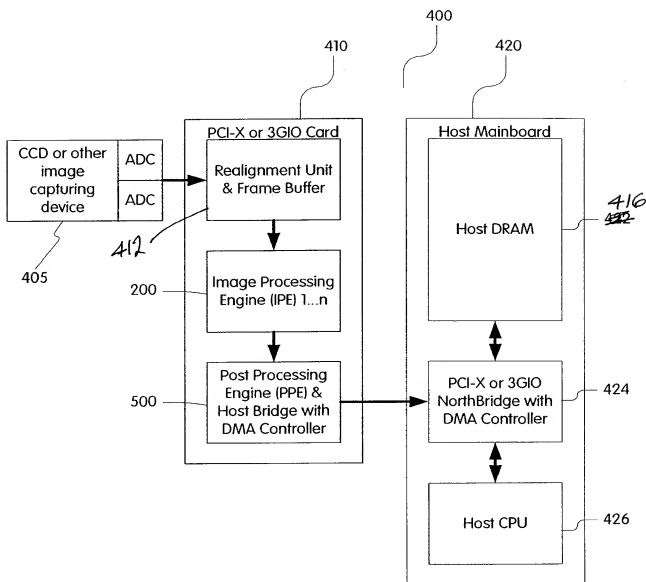 400
410
420
PCI-X or 3GIO Card
Host Mainboard
CCD or other
image
capturing
device
ADC
ADC
Realignment Unit
& Frame Buffer
412
405
Host DRAM
416
200
Image Processing
Engine (IPE) 1...n
500
Post Processing
Engine (PPE) &
Host Bridge with
DMA Controller
PCI-X or 3GIO
NorthBridge with
DMA Controller
424
Host CPU
426